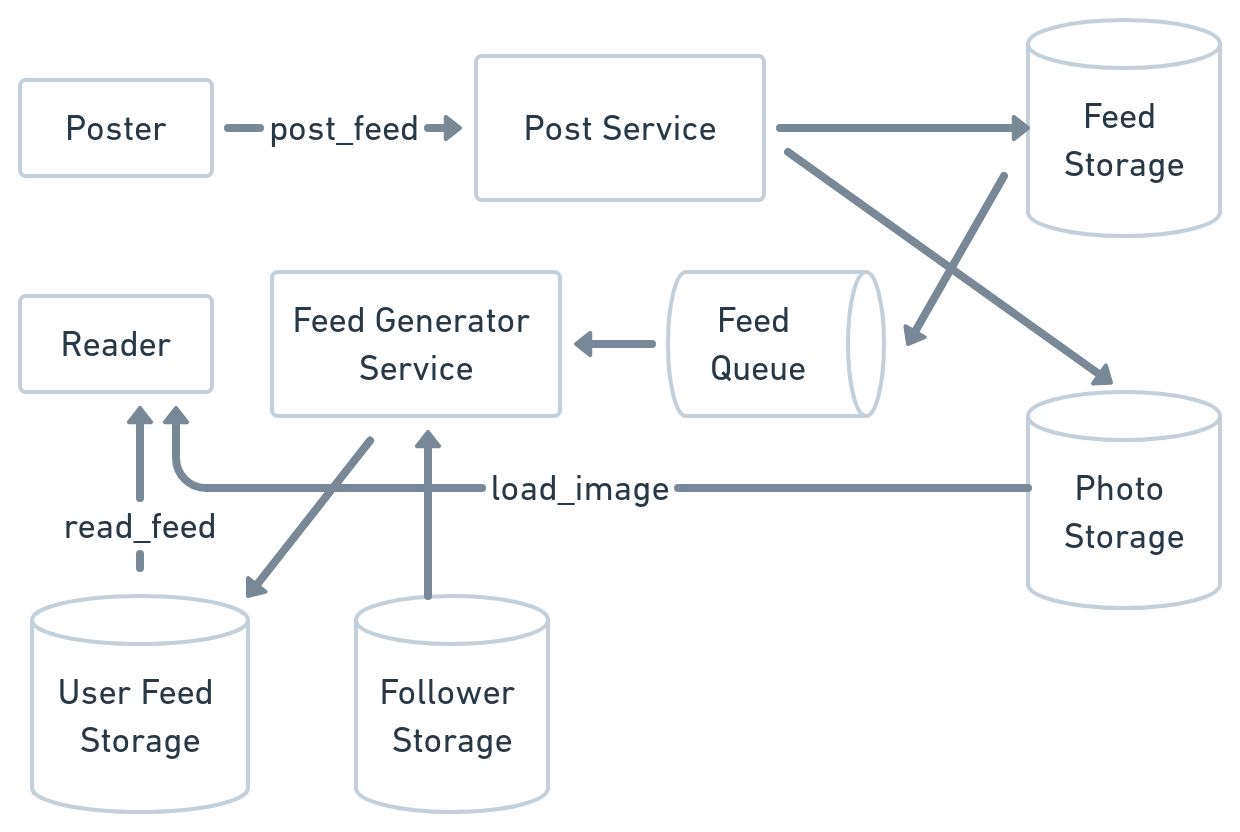 Poster
post_feed
Post Service
Feed
Storage
Reader
Feed Generator
Service
Feed
Queue
load_image
Photo
Storage
read_feed
User Feed
Storage
Follower
Storage